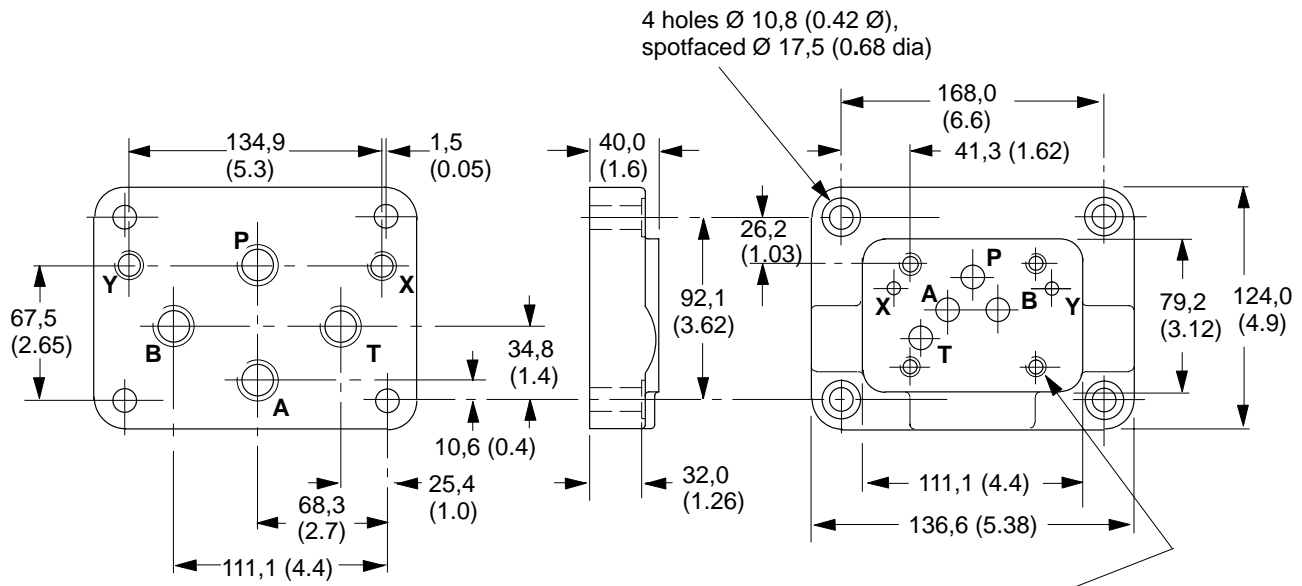 4 holes Ø 10,8 (0.42 Ø),
spotfaced Ø 17,5 (0.68 dia)
134,9
(5.3)
1,5
(0.05)
P
Y
X
B
T
A
67,5
(2.65)
34,8
(1.4)
10,6 (0.4)
25,4
(1.0)
68,3
(2.7)
111,1 (4.4)
40,0
(1.6)
92,1
(3.62)
32,0
(1.26)
168,0
(6.6)
41,3 (1.62)
26,2
(1.03)
P
X
A
B
Y
T
79,2
(3.12)
124,0
(4.9)
111,1 (4.4)
136,6 (5.38)